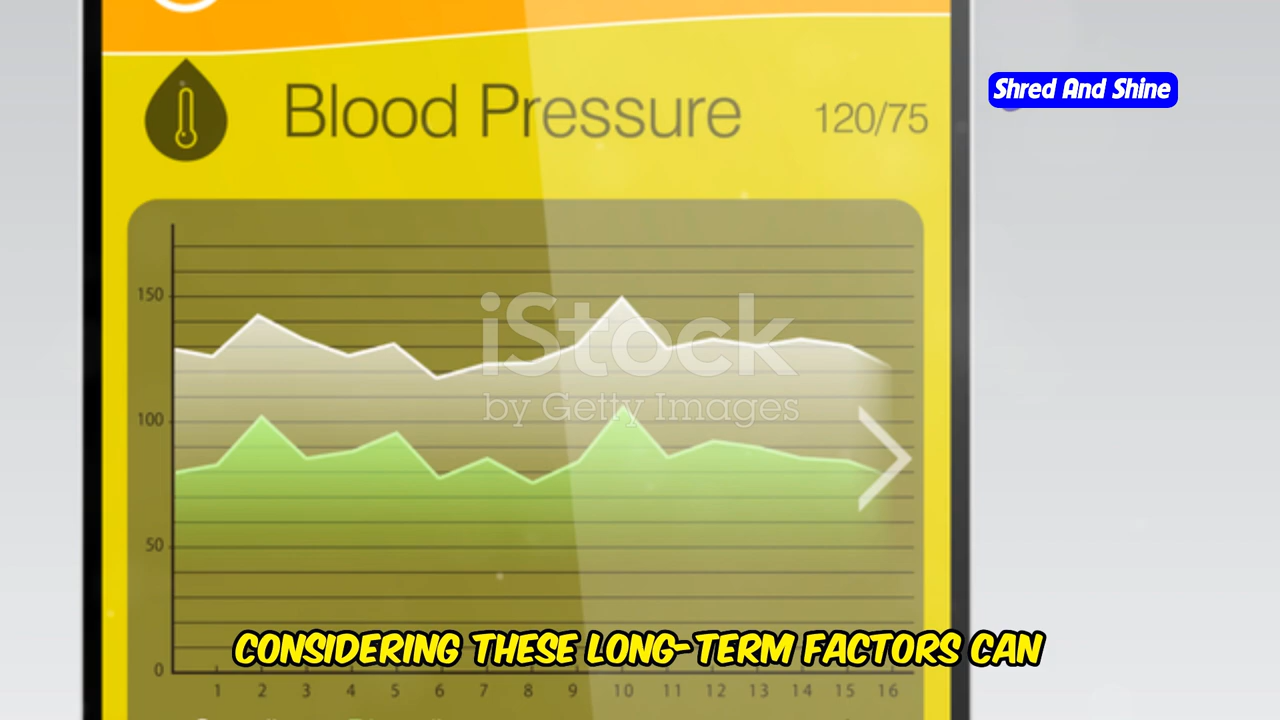 Blood Pressure 120/75
Shred And Shine
150
100
50
0
iStock
by Getty Images
1 2 3 4 5 6 7 8 9 10 11 12 13 14 15 16
CONSIDERING THESE LONG-TERM FACTORS CAN